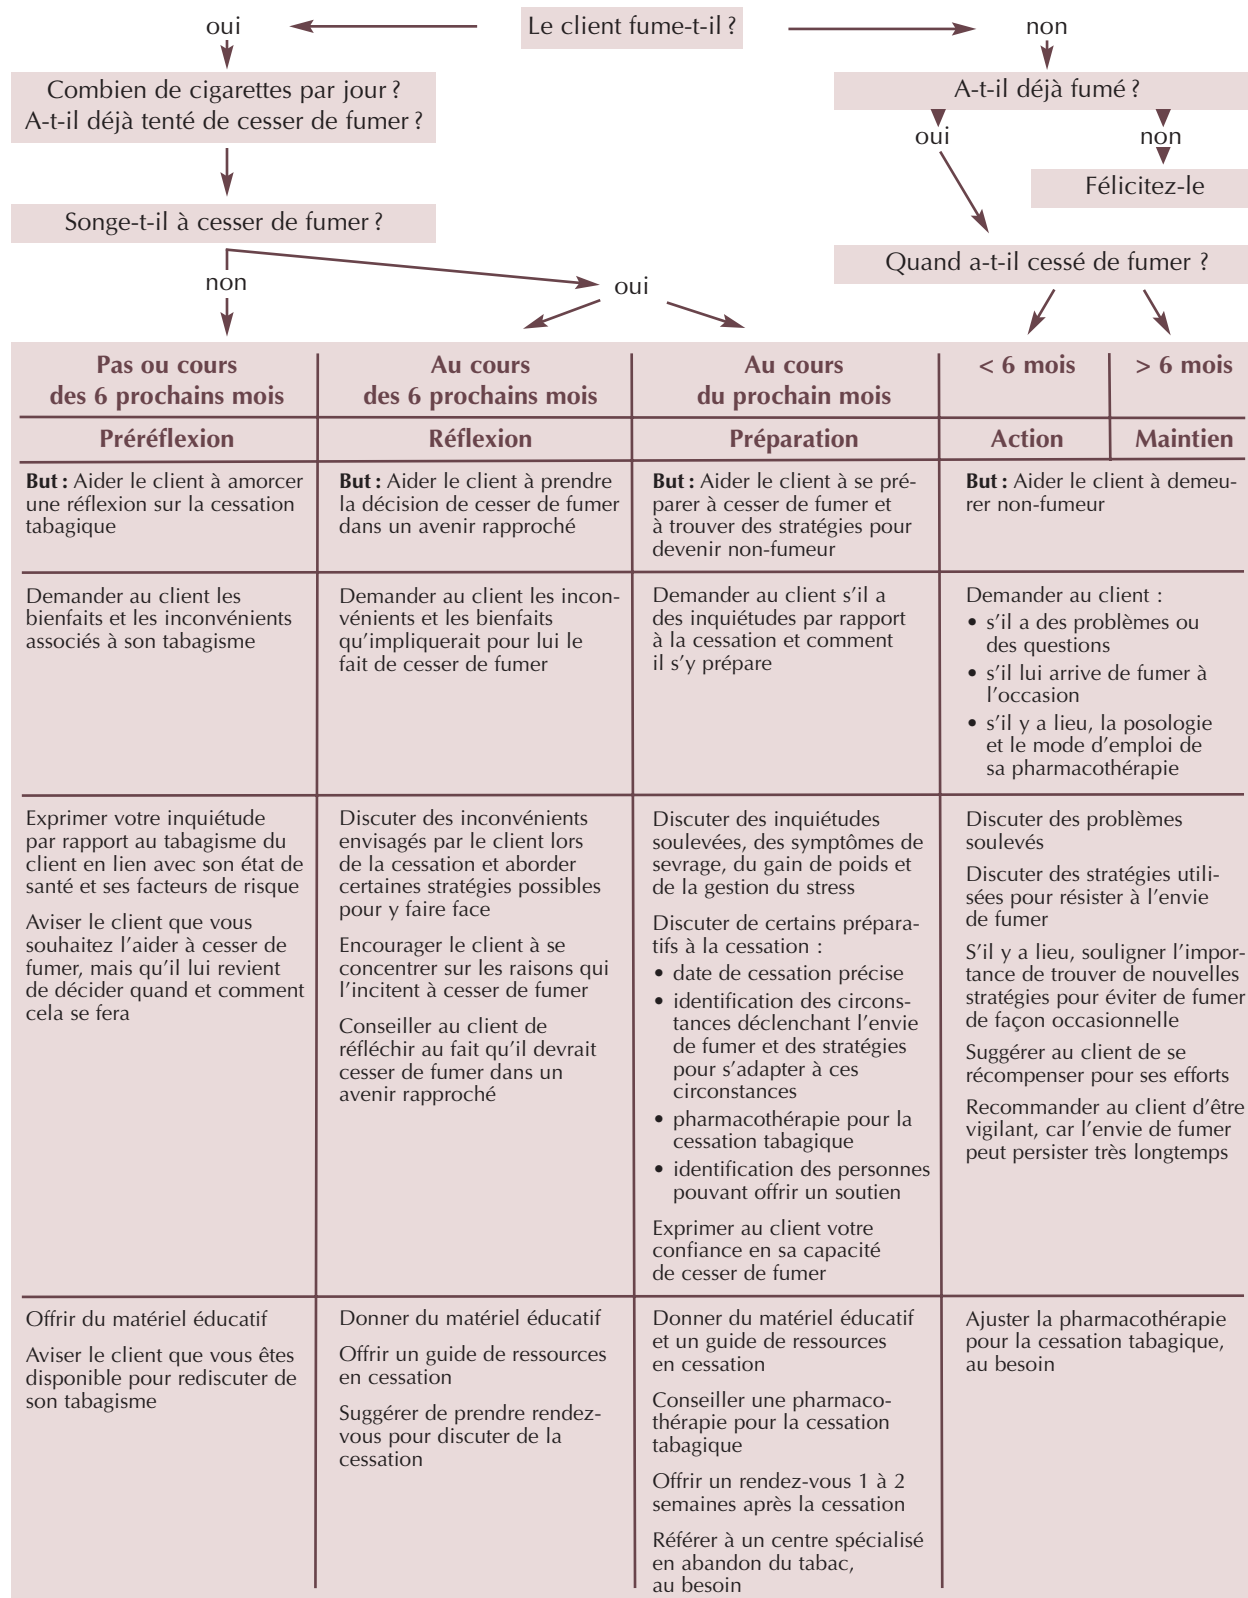 Le client fume-t-il ?
oui
non
Combien de cigarettes par jour ?
A-t-il déjà tenté de cesser de fumer ?
A-t-il déjà fumé ?
oui
non
Félicitez-le
Songe-t-il à cesser de fumer ?
Quand a-t-il cessé de fumer ?
non
oui
Pas ou cours
des 6 prochains mois
Au cours
des 6 prochains mois
Au cours
du prochain mois
< 6 mois
> 6 mois
Préréflexion
Réflexion
Préparation
Action
Maintien
But : Aider le client à amorcer
une réflexion sur la cessation
tabagique
But : Aider le client à prendre
la décision de cesser de fumer
dans un avenir rapproché
But : Aider le client à se pré-
parer à cesser de fumer et
à trouver des stratégies pour
devenir non-fumeur
But : Aider le client à demeu-
rer non-fumeur
Demander au client les
bienfaits et les inconvénients
associés à son tabagisme
Demander au client les incon-
vénients et les bienfaits
qu'impliquerait pour lui le
fait de cesser de fumer
Demander au client s'il a
des inquiétudes par rapport
à la cessation et comment
il s'y prépare
Demander au client :
• s'il a des problèmes ou
des questions
• s'il lui arrive de fumer à
l'occasion
• s'il y a lieu, la posologie
et le mode d'emploi de
sa pharmacothérapie
Exprimer votre inquiétude
par rapport au tabagisme du
client en lien avec son état de
santé et ses facteurs de risque
Aviser le client que vous
souhaitez l'aider à cesser de
fumer, mais qu'il lui revient
de décider quand et comment
cela se fera
Discuter des inconvénients
envisagés par le client lors
de la cessation et aborder
certaines stratégies possibles
pour y faire face
Encourager le client à se
concentrer sur les raisons qui
l'incitent à cesser de fumer
Conseiller au client de
réfléchir au fait qu'il devrait
cesser de fumer dans un
avenir rapproché
Discuter des inquiétudes
soulevées, des symptômes de
sevrage, du gain de poids et
de la gestion du stress
Discuter de certains prépara-
tifs à la cessation :
• date de cessation précise
• identification des circons-
tances déclenchant l'envie
de fumer et des stratégies
pour s'adapter à ces
circonstances
• pharmacothérapie pour la
cessation tabagique
• identification des personnes
pouvant offrir un soutien
Exprimer au client votre
confiance en sa capacité
de cesser de fumer
Discuter des problèmes
soulevés
Discuter des stratégies utili-
sées pour résister à l'envie
de fumer
S'il y a lieu, souligner l'impor-
tance de trouver de nouvelles
stratégies pour éviter de fumer
de façon occasionnelle
Suggérer au client de se
récompenser pour ses efforts
Recommander au client d'être
vigilant, car l'envie de fumer
peut persister très longtemps
Offrir du matériel éducatif
Aviser le client que vous êtes
disponible pour rediscuter de
son tabagisme
Donner du matériel éducatif
Offrir un guide de ressources
en cessation
Suggérer de prendre rendez-
vous pour discuter de la
cessation
Donner du matériel éducatif
et un guide de ressources
en cessation
Conseiller une pharmaco-
thérapie pour la cessation
tabagique
Offrir un rendez-vous 1 à 2
semaines après la cessation
Référer à un centre spécialisé
en abandon du tabac,
au besoin
Ajuster la pharmacothérapie
pour la cessation tabagique,
au besoin